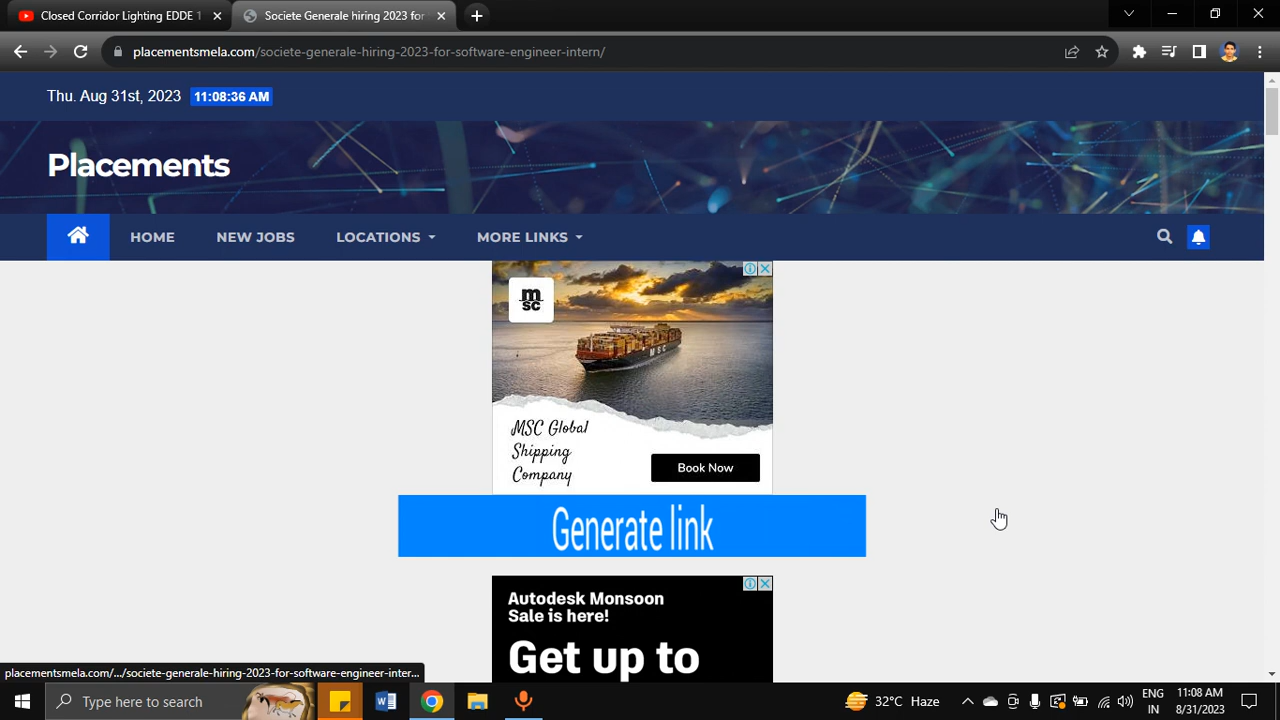 Closed Corridor Lighting EDDE 1
Societe Generale hiring 2023 for
placementsmela.com/societe-generale-hiring-2023-for-software-engineer-intern/
Thu. Aug 31st, 2023 11:08:36 AM
Placements
HOME NEW JOBS LOCATIONS MORE LINKS
m
sc
MSC
MSC Global
Shipping
Company
Book Now
Generate link
Autodesk Monsoon
Sale is here!
Get up to
placementsmela.com/.../societe-generale-hiring-2023-for-software-engineer-inter...
Type here to search
32°C Haze
ENG
IN
11:08 AM
8/31/2023